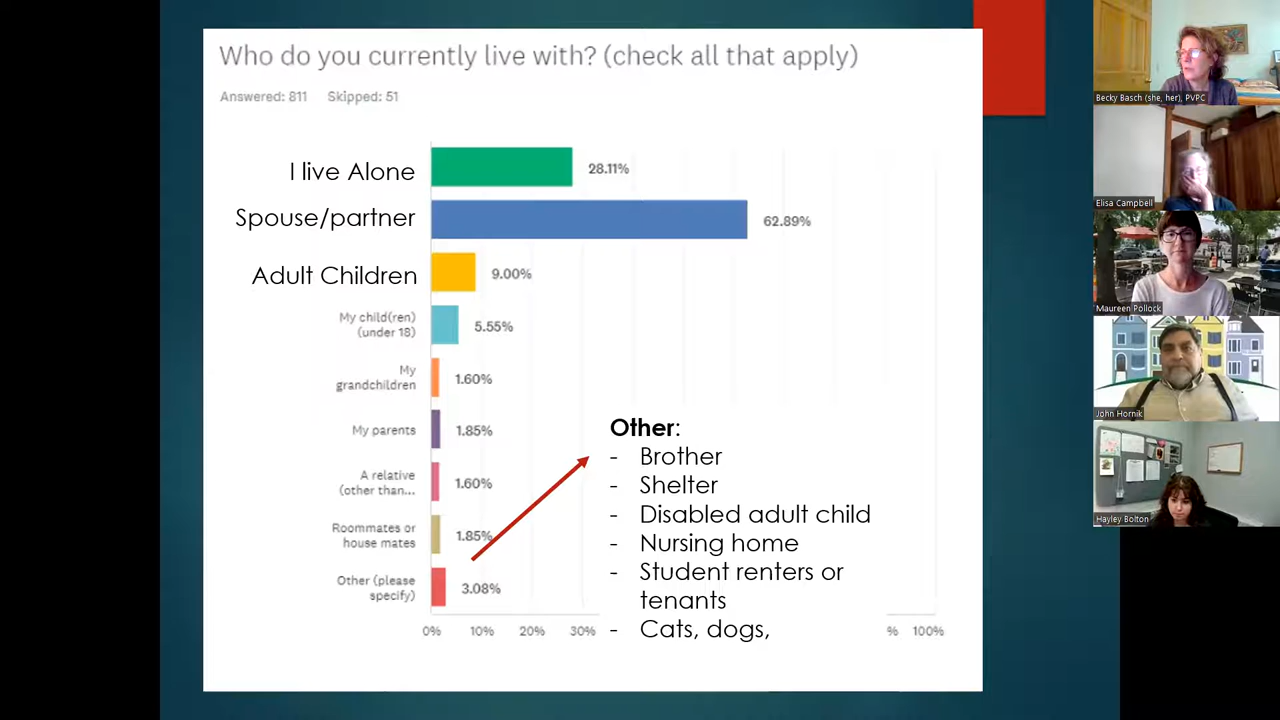 Who do you currently live with? (check all that apply)
Answered: 811 Skipped: 51
I live Alone
28.11%
Spouse/partner
62.89%
Adult Children
9.00%
My child(ren)
(under 18)
5.55%
My
grandchildren
1.60%
My parents
1.85%
A relative
(other than...
1.60%
Roommates or
house mates
1.85%
Other (please
specify)
3.08%
0% 10% 20% 30% % 100%
Other:
- Brother
- Shelter
- Disabled adult child
- Nursing home
- Student renters or
tenants
- Cats, dogs,
Becky Basch (she, her), PVPC
Elisa Campbell
Maureen Pollock
John Hornik
Hayley Bolton